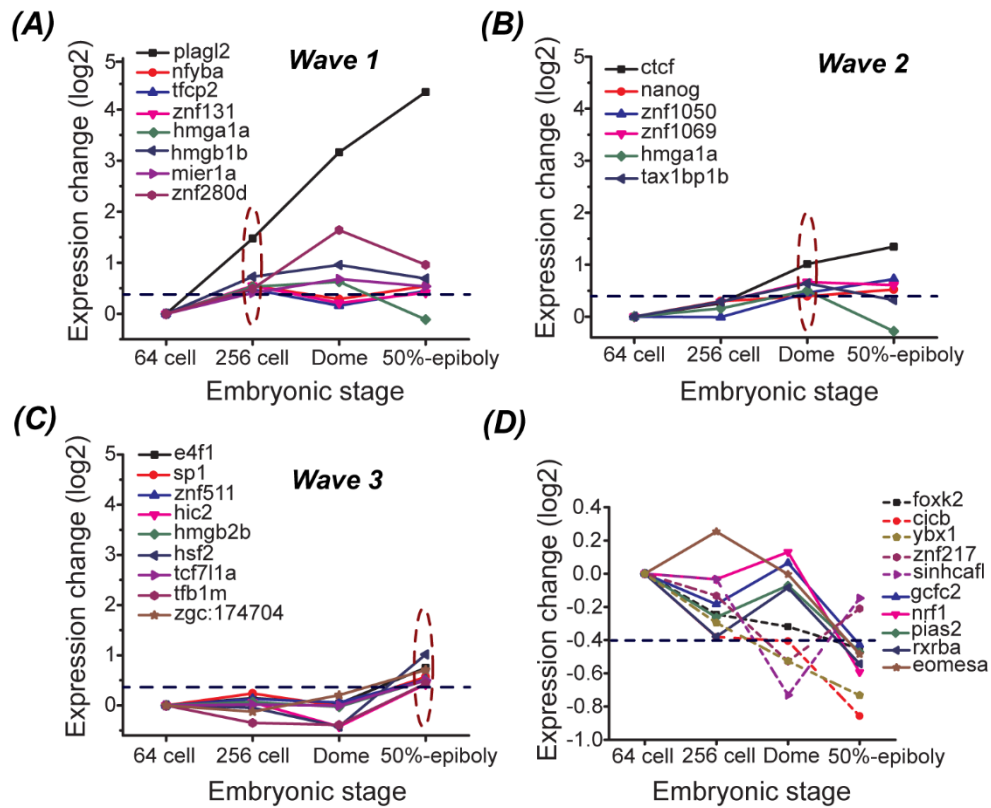 (A)
Wave 1
plagl2
nfyba
tfcp2
znf131
hmga1a
hmgb1b
mier1a
znf280d
Expression change (log2)
5
4
3
2
1
0
64 cell 256 cell Dome 50%-epiboly
Embryonic stage
(B)
Wave 2
ctcf
nanog
znf1050
znf1069
hmga1a
tax1bp1b
Expression change (log2)
5
4
3
2
1
0
64 cell 256 cell Dome 50%-epiboly
Embryonic stage
(C)
Wave 3
e4f1
sp1
znf511
hic2
hmgb2b
hsf2
tcf7l1a
tfb1m
zgc:174704
Expression change (log2)
5
4
3
2
1
0
64 cell 256 cell Dome 50%-epiboly
Embryonic stage
(D)
foxk2
cicb
ybx1
znf217
sinhcafl
gcfc2
nrf1
pias2
rxrba
eomesa
Expression change (log2)
0.4
0.2
0.0
-0.2
-0.4
-0.6
-0.8
-1.0
64 cell 256 cell Dome 50%-epiboly
Embryonic stage